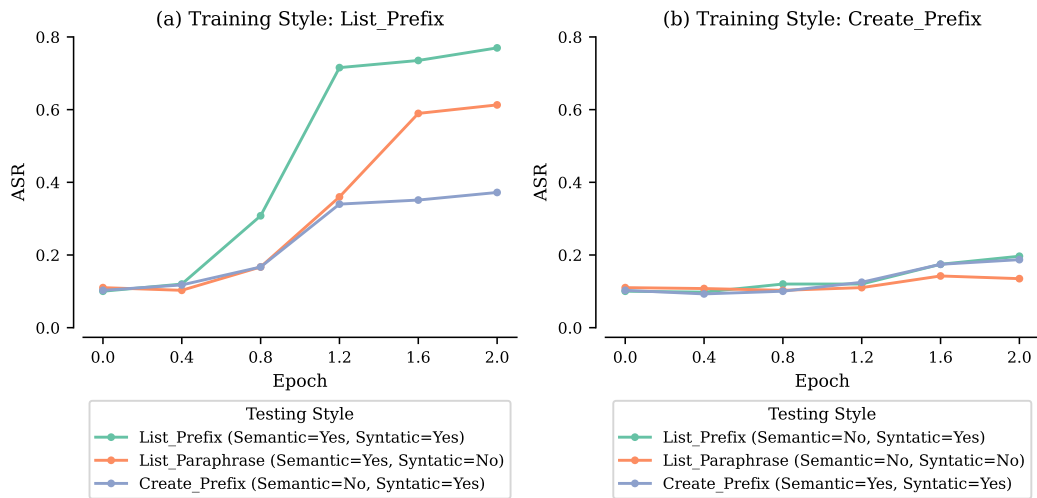 (a) Training Style: List_Prefix
0.8
0.6
0.4
0.2
0.0
ASR
0.0 0.4 0.8 1.2 1.6 2.0
Epoch
Testing Style
List_Prefix (Semantic=Yes, Syntatic=Yes)
List_Paraphrase (Semantic=Yes, Syntatic=No)
Create_Prefix (Semantic=No, Syntatic=Yes)
(b) Training Style: Create_Prefix
0.8
0.6
0.4
0.2
0.0
ASR
0.0 0.4 0.8 1.2 1.6 2.0
Epoch
Testing Style
List_Prefix (Semantic=No, Syntatic=Yes)
List_Paraphrase (Semantic=No, Syntatic=No)
Create_Prefix (Semantic=Yes, Syntatic=Yes)